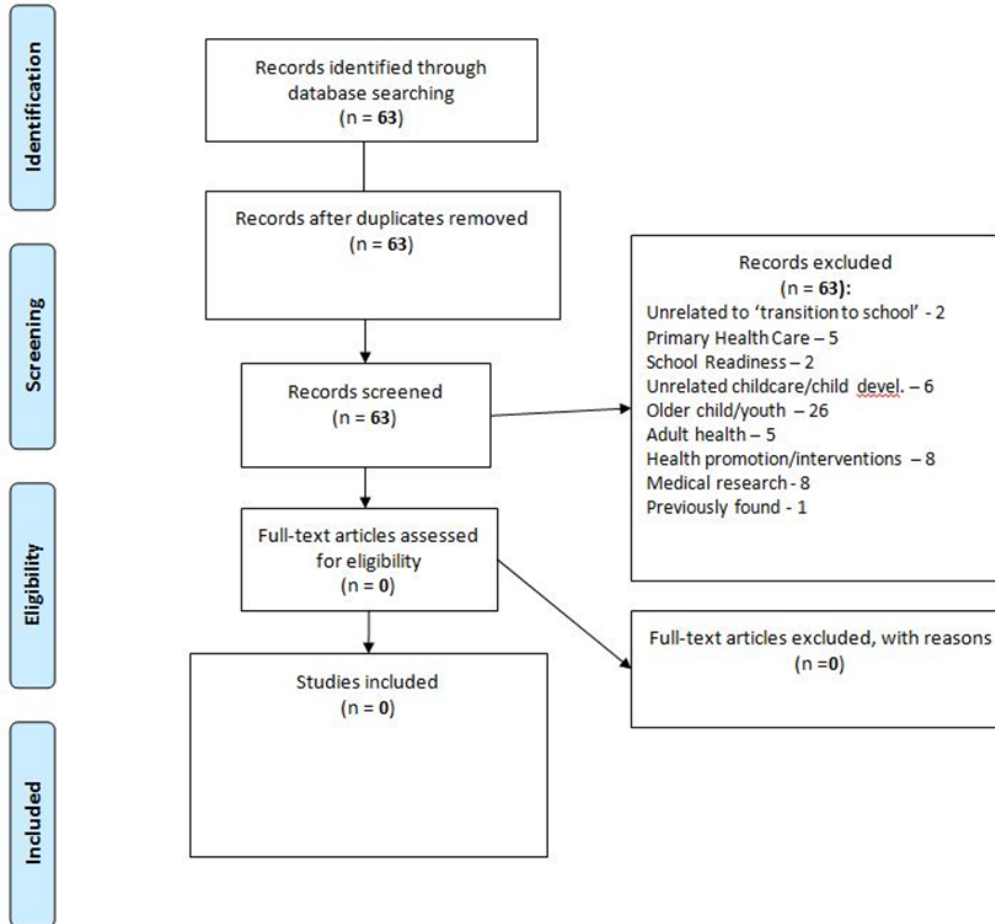 Identification
Records identified through
database searching
(n = 63)
Records after duplicates removed
(n = 63)
Screening
Records screened
(n = 63)
Records excluded
(n = 63):
Unrelated to ‘transition to school’ - 2
Primary Health Care – 5
School Readiness – 2
Unrelated childcare/child devel. – 6
Older child/youth – 26
Adult health – 5
Health promotion/interventions – 8
Medical research - 8
Previously found - 1
Eligibility
Full-text articles assessed
for eligibility
(n = 0)
Full-text articles excluded, with reasons
(n =0)
Studies included
(n = 0)
Included